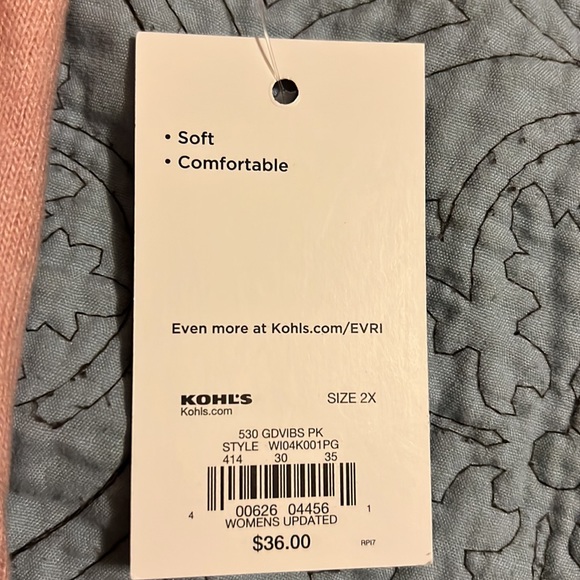 • Soft
• Comfortable
Even more at Kohls.com/EVRI
KOHL'S SIZE 2X
Kohls.com
530 GDVIBS PK
STYLE WI04K001PG
414 30 35
4 00626 04456 1
WOMENS UPDATED
$36.00 RPI7